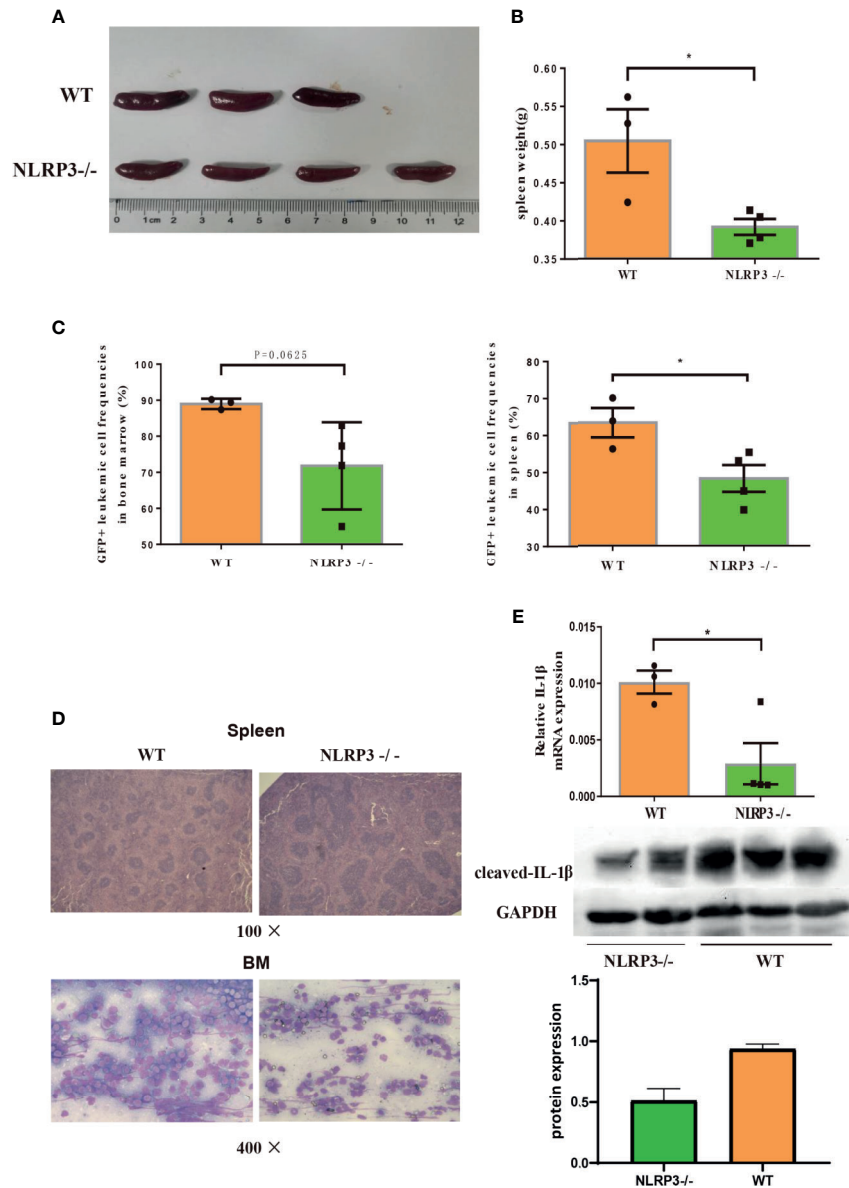 A
WT
NLRP3-/-
0 1cm 2 3 4 5 6 7 8 9 10 11 12
B
*
spleen weight(g)
0.60
0.55
0.50
0.45
0.40
0.35
WT
NLRP3 -/-
C
P=0.0625
GFP+ leukemic cell frequencies
in bone marrow (%)
100
90
80
70
60
50
WT
NLRP3 -/-
*
GFP+ leukemic cell frequencies
in spleen (%)
80
70
60
50
40
30
WT
NLRP3 -/-
D
Spleen
WT
NLRP3 -/-
100 ×
BM
400 ×
E
*
Relative IL-1β
mRNA expression
0.015
0.010
0.005
0.000
WT
NLRP3-/-
cleaved-IL-1β
GAPDH
NLRP3-/-
WT
protein expression
1.5
1.0
0.5
0.0
NLRP3-/-
WT